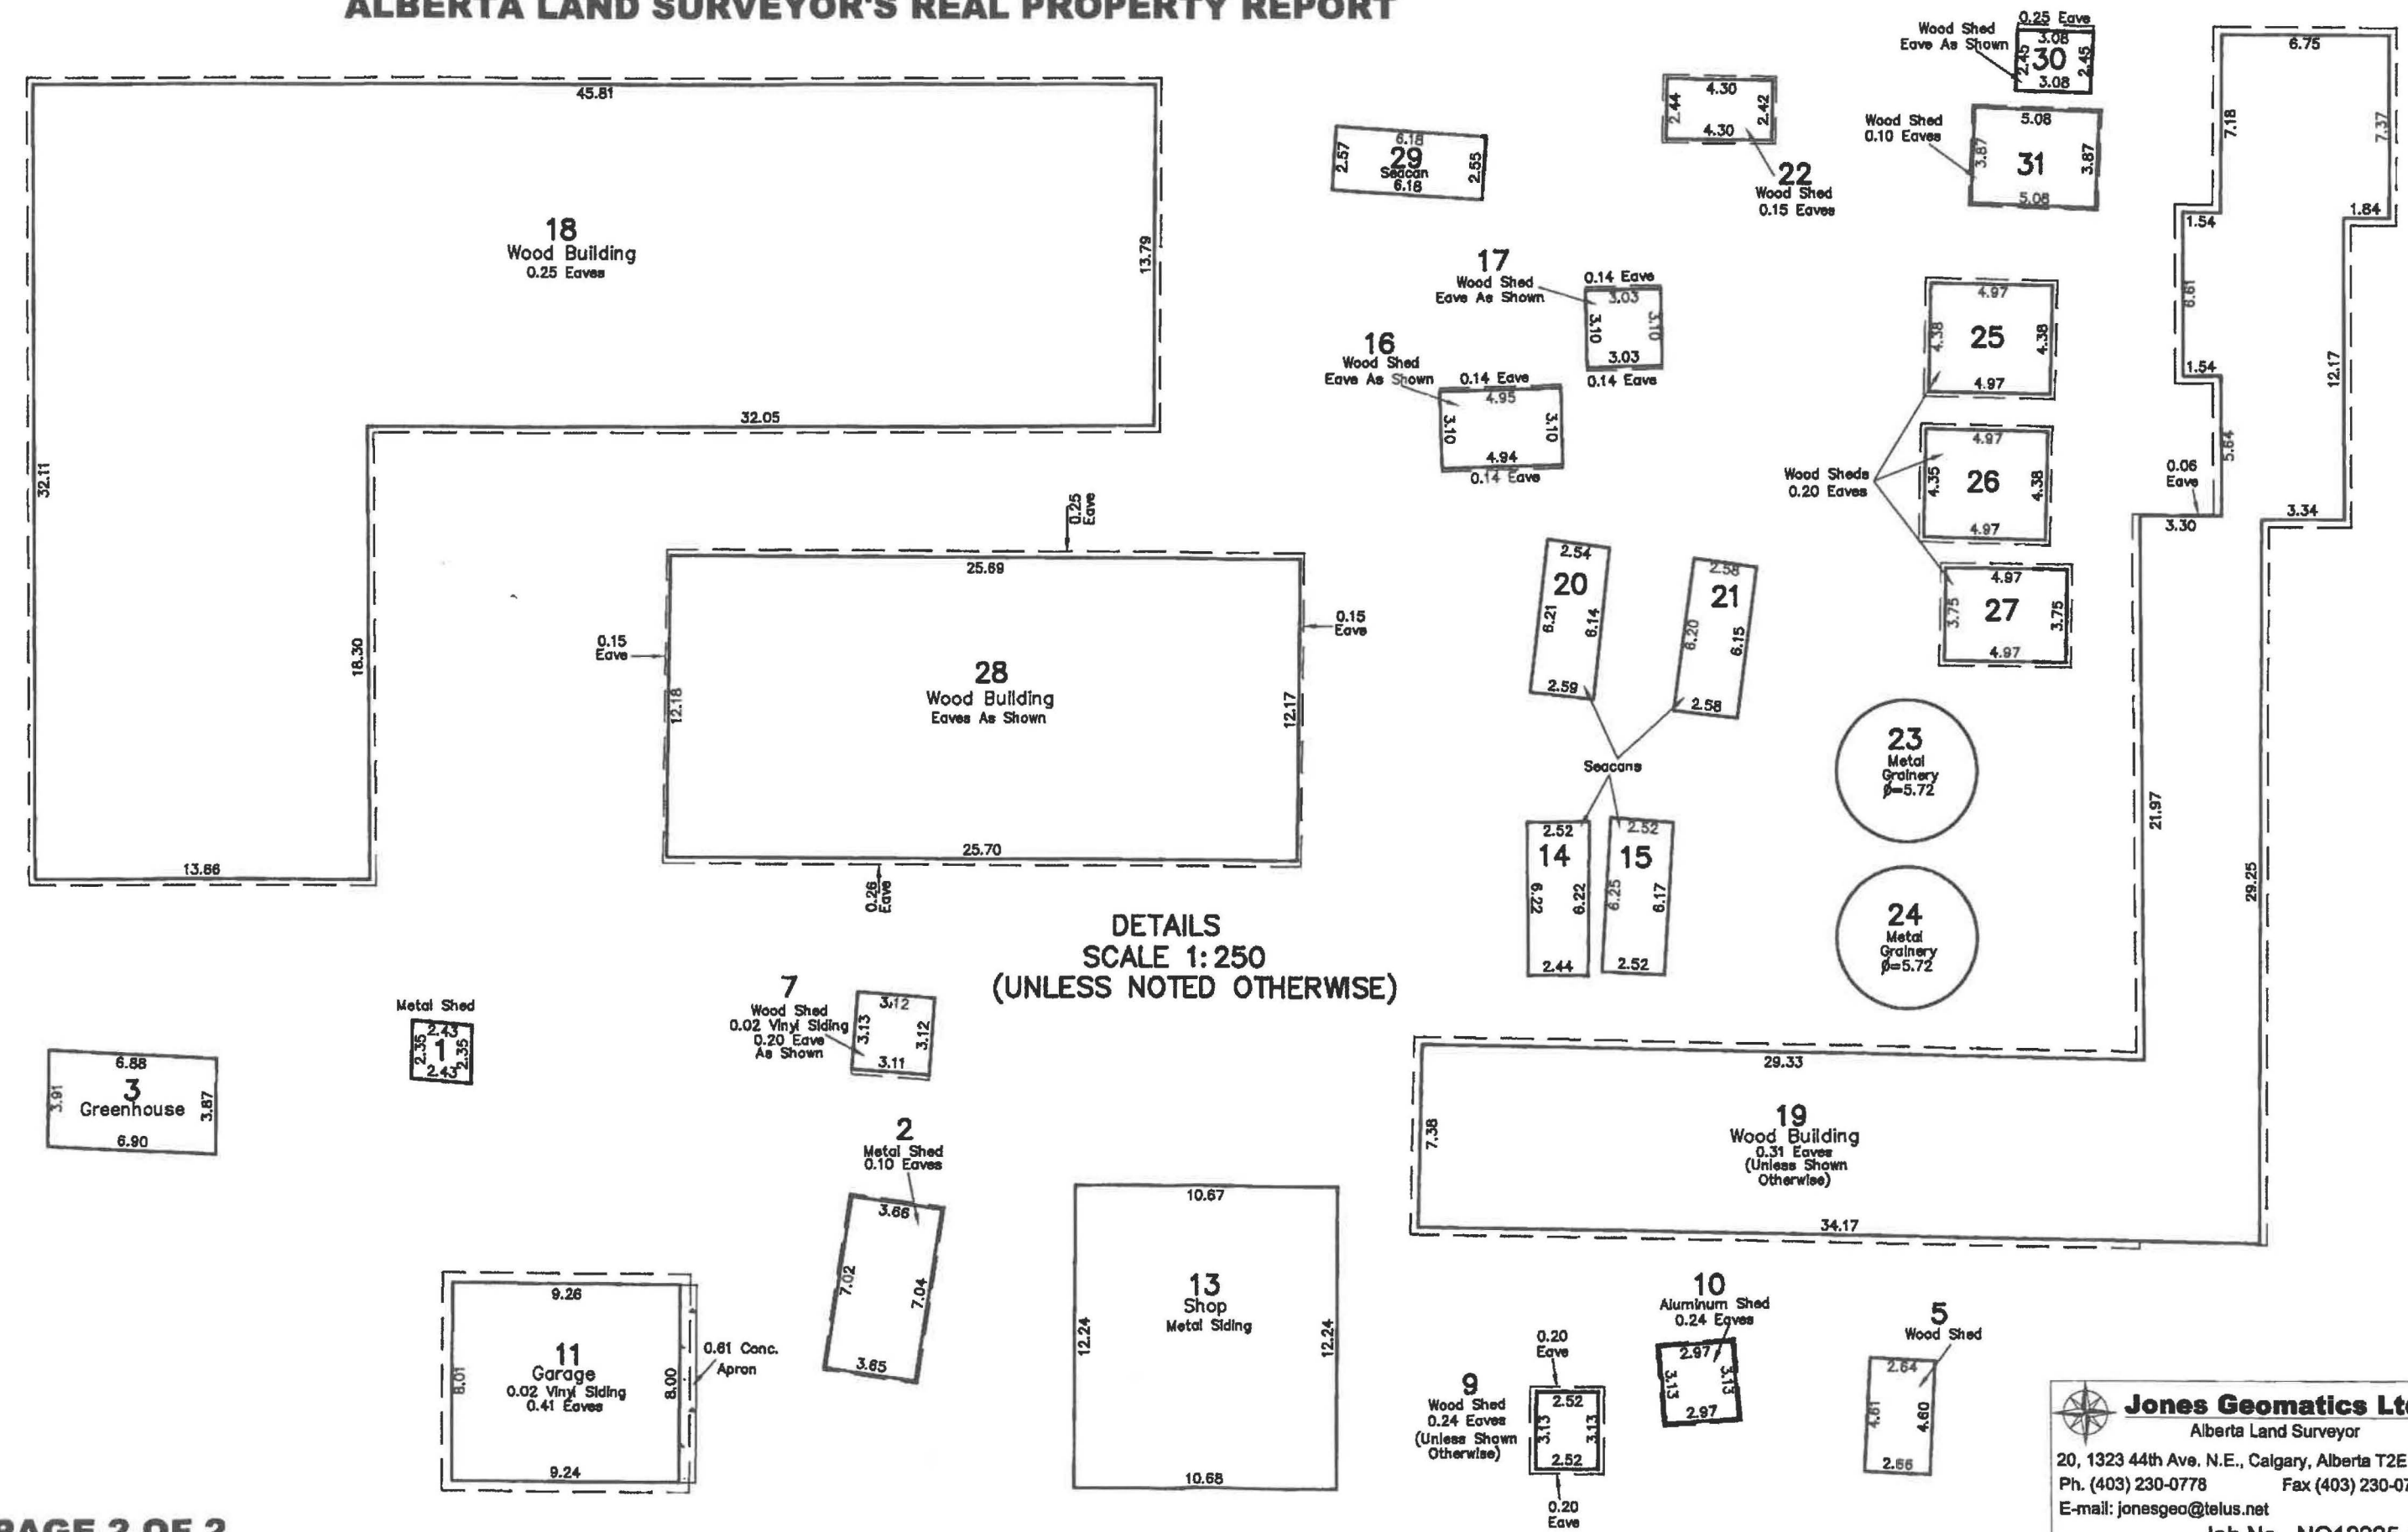 ALBERTA LAND SURVEYOR'S REAL PROPERTY REPORT
45.81
18
Wood Building
0.25 Eaves
13.79
32.05
32.11
18.30
13.66
0.25
Eave
25.69
0.15
Eave
0.15
Eave
28
Wood Building
Eaves As Shown
12.18
12.17
25.70
0.26
Eave
6.18
29
Seacan
6.18
2.57
2.55
4.30
2.44
2.42
4.30
22
Wood Shed
0.15 Eaves
Wood Shed
Eave As Shown
0.25 Eave
3.08
30
2.45
2.45
3.08
Wood Shed
0.10 Eaves
5.08
3.87
31
3.87
5.08
17
Wood Shed
Eave As Shown
0.14 Eave
3.03
3.10
3.10
3.03
0.14 Eave
16
Wood Shed
Eave As Shown
0.14 Eave
4.95
3.10
3.10
4.94
0.14 Eave
4.97
4.38
25
4.38
4.97
Wood Sheds
0.20 Eaves
4.97
4.35
26
4.38
4.97
4.97
3.75
27
3.75
4.97
2.54
20
6.21
6.14
2.59
2.58
21
6.20
6.15
2.58
Seacans
2.52
14
6.22
6.22
2.44
2.52
15
6.25
6.17
2.52
23
Metal
Grainery
Ø=5.72
24
Metal
Grainery
Ø=5.72
6.75
7.18
7.37
1.54
1.84
6.61
1.54
12.17
5.64
0.06
Eave
3.30
3.34
21.97
29.25
29.33
7.38
19
Wood Building
0.31 Eaves
(Unless Shown
Otherwise)
34.17
DETAILS
SCALE 1:250
(UNLESS NOTED OTHERWISE)
Metal Shed
2.43
2.35
1
2.35
2.43
6.88
3.91
3
Greenhouse
3.87
6.90
7
Wood Shed
0.02 Vinyl Siding
0.20 Eave
As Shown
3.12
3.13
3.12
3.11
2
Metal Shed
0.10 Eaves
3.66
7.02
7.04
3.65
9.26
11
Garage
0.02 Vinyl Siding
0.41 Eaves
8.01
8.00
9.24
0.61 Conc.
Apron
10.67
13
Shop
Metal Siding
12.24
12.24
10.68
9
Wood Shed
0.24 Eaves
(Unless Shown
Otherwise)
0.20
Eave
2.52
3.13
3.13
2.52
0.20
Eave
10
Aluminum Shed
0.24 Eaves
2.97
3.13
3.13
2.97
5
Wood Shed
2.64
4.61
4.60
2.66
Jones Geomatics Lt
Alberta Land Surveyor
20, 1323 44th Ave. N.E., Calgary, Alberta T2E
Ph. (403) 230-0778 Fax (403) 230-07
E-mail: jonesgeo@telus.net
PAGE 2 OF 2